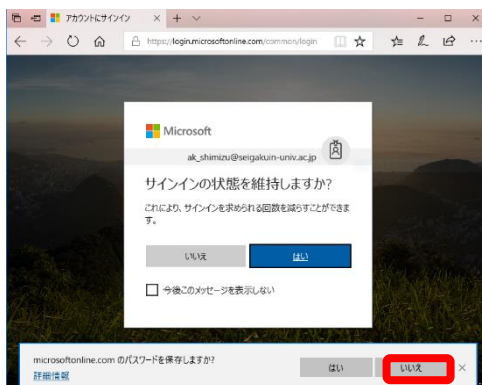 アカウントにサインイン
https://login.microsoftonline.com/common/login
Microsoft
ak_shimizu@seigakuin-univ.ac.jp
サインインの状態を維持しますか?
これにより、サインインを求められる回数を減らすことができま
す。
いいえ
はい
今後このメッセージを表示しない
microsoftonline.com のパスワードを保存しますか?
詳細情報
はい
いいえ